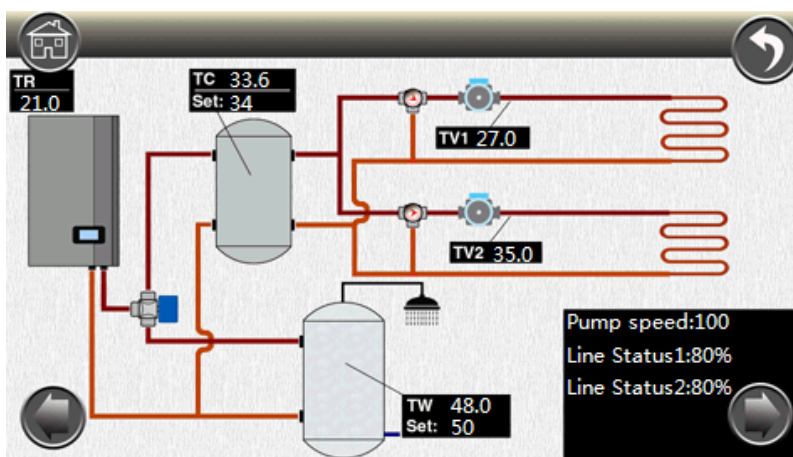 TR
21.0
TC 33.6
Set: 34
TV1 27.0
TV2 35.0
TW 48.0
Set: 50
Pump speed:100
Line Status1:80%
Line Status2:80%